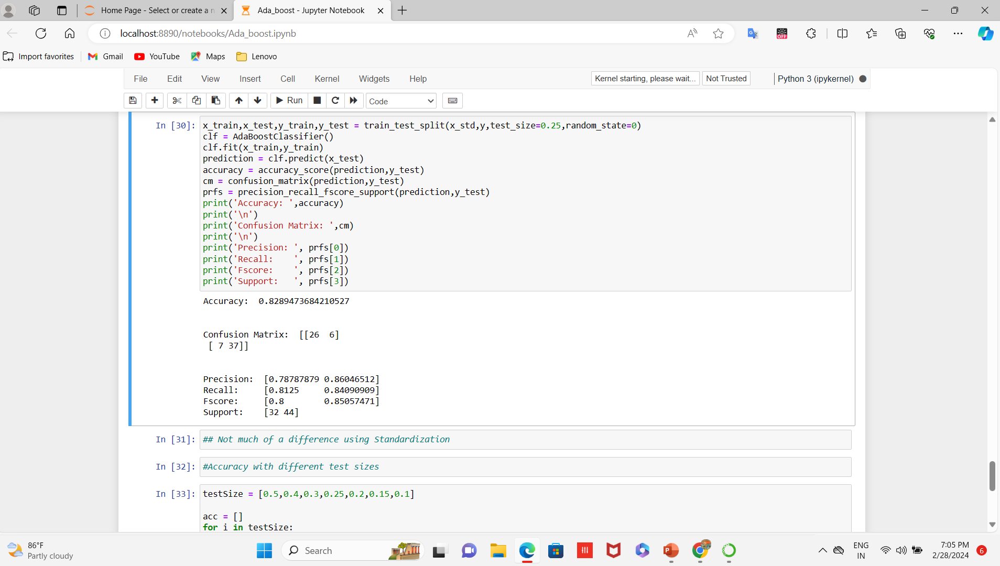 Home Page - Select or create a n
Ada_boost - Jupyter Notebook
localhost:8890/notebooks/Ada_boost.ipynb
OFF
Import favorites
Gmail
YouTube
Maps
Lenovo
File Edit View Insert Cell Kernel Widgets Help
Kernel starting, please wait...
Not Trusted
Python 3 (ipykernel)
Run
Code
In [30]: x_train,x_test,y_train,y_test = train_test_split(x_std,y,test_size=0.25,random_state=0)
clf = AdaBoostClassifier()
clf.fit(x_train,y_train)
prediction = clf.predict(x_test)
accuracy = accuracy_score(prediction,y_test)
cm = confusion_matrix(prediction,y_test)
prfs = precision_recall_fscore_support(prediction,y_test)
print('Accuracy: ',accuracy)
print('\n')
print('Confusion Matrix: ',cm)
print('\n')
print('Precision: ', prfs[0])
print('Recall:    ', prfs[1])
print('Fscore:    ', prfs[2])
print('Support:   ', prfs[3])
Accuracy:  0.8289473684210527
Confusion Matrix:  [[26  6]
 [ 7 37]]
Precision:  [0.78787879 0.86046512]
Recall:     [0.8125     0.84090909]
Fscore:     [0.8        0.85057471]
Support:    [32 44]
In [31]: ## Not much of a difference using Standardization
In [32]: #Accuracy with different test sizes
In [33]: testSize = [0.5,0.4,0.3,0.25,0.2,0.15,0.1]
acc = []
for i in testSize:
86°F
Partly cloudy
Search
ENG
IN
7:05 PM
2/28/2024
6